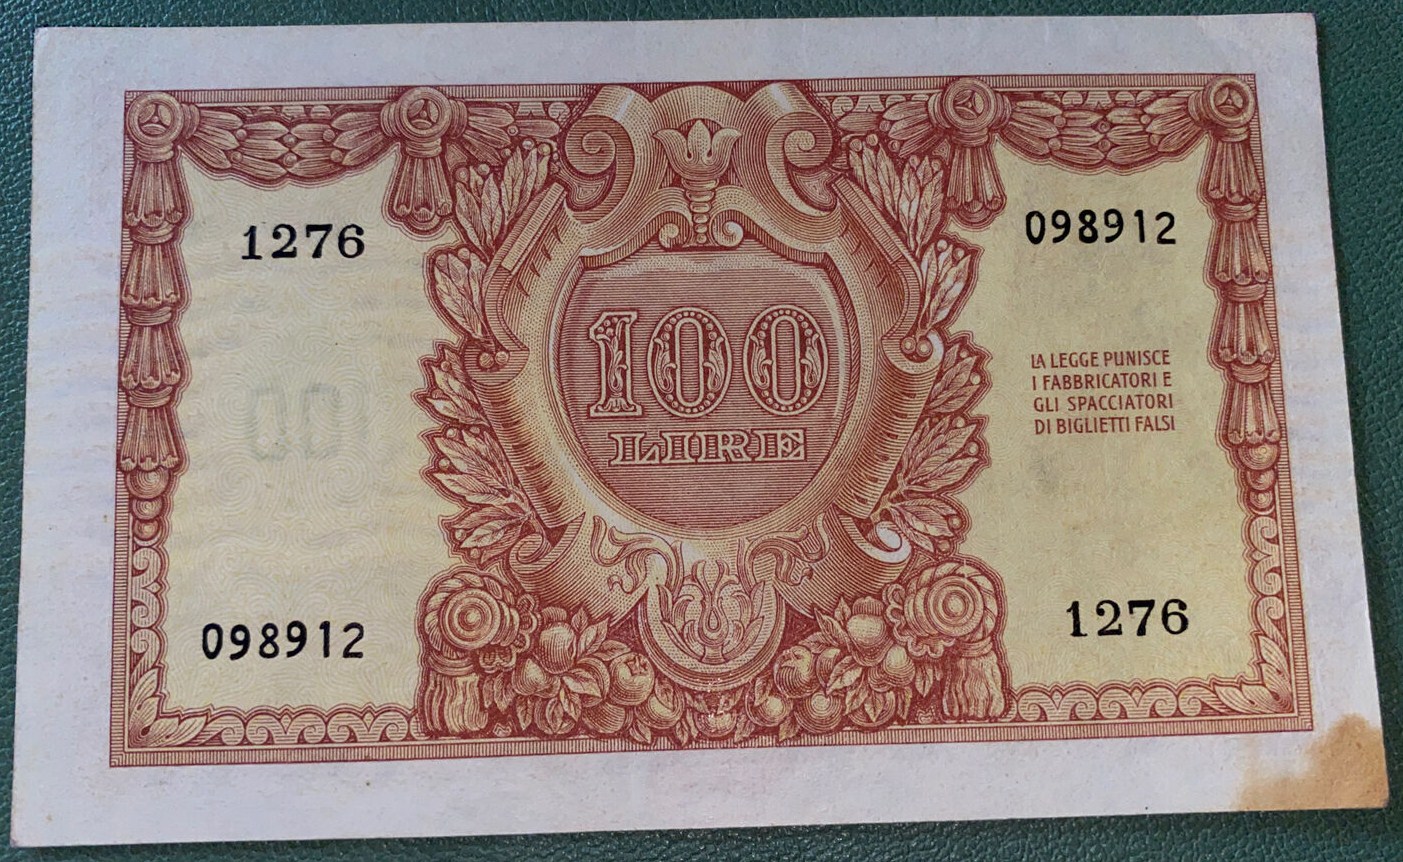 1276
098912
100
LIRE
LA LEGGE PUNISCE
I FABBRICATORI E
GLI SPACCIATORI
DI BIGLIETTI FALSI
098912
1276